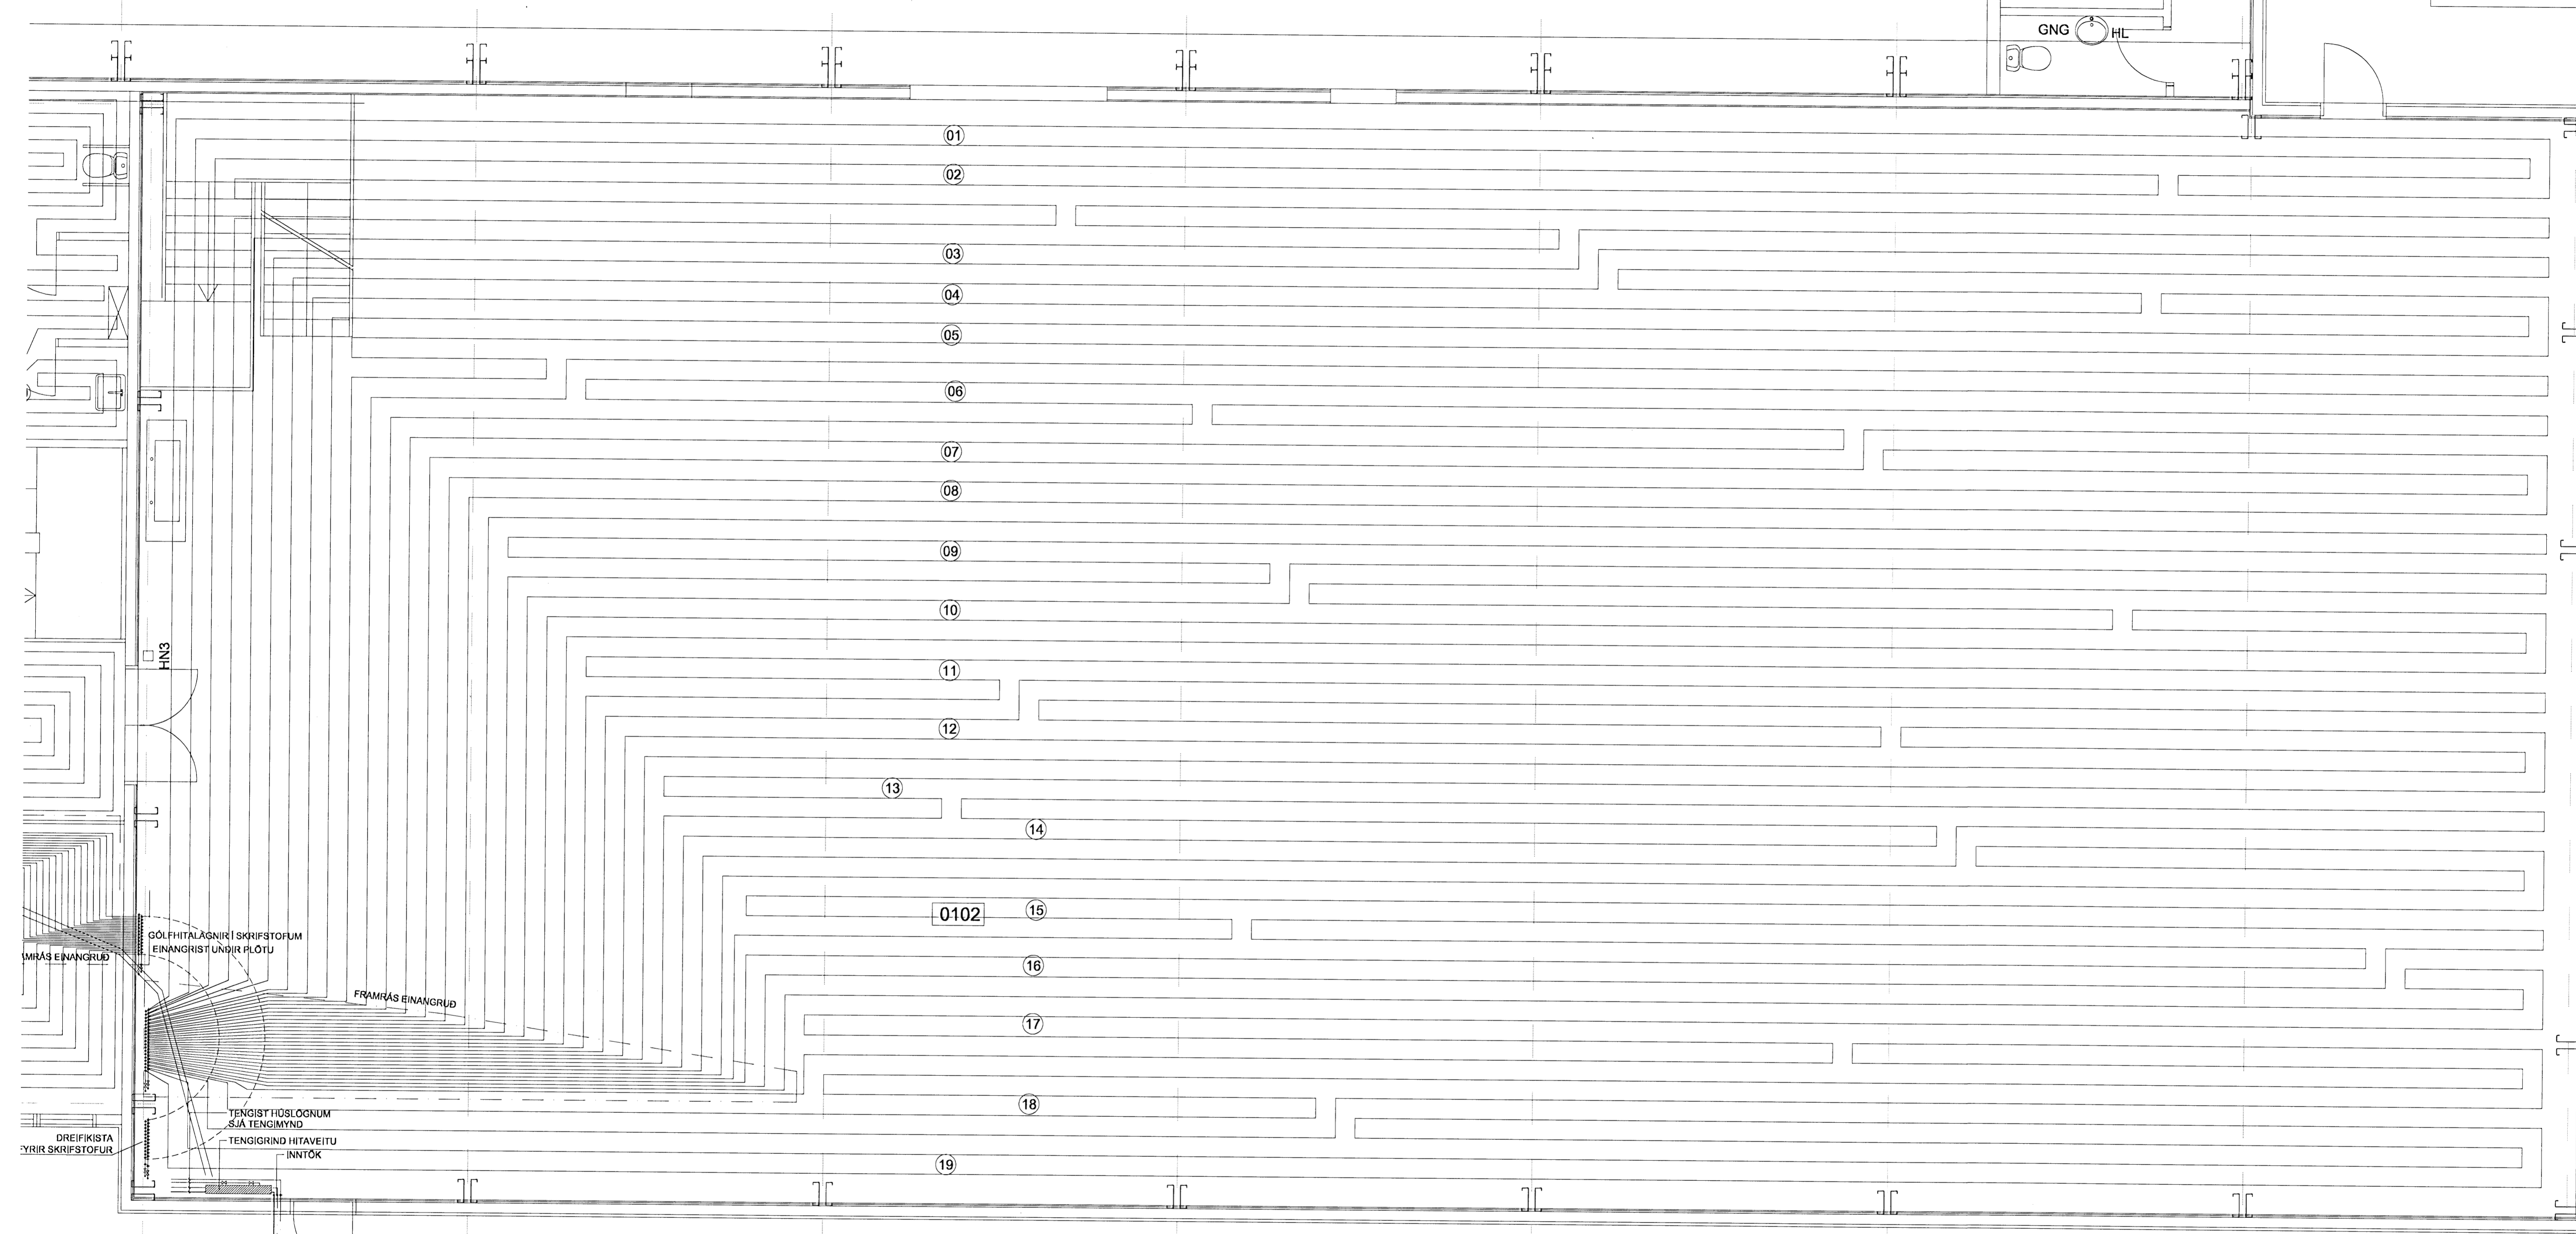 GNG
HL
01
02
03
04
05
06
07
08
09
10
HN3
11
12
13
14
15
0102
GÓLFHITALAGNIR Í SKRIFSTOFUM
EINANGRIST UNDIR PLÖTU
AMRÁS EINANGRUÐ
16
FRAMRÁS EINANGRUÐ
17
18
TENGIST HÚSLÖGNUM
SJÁ TENGIMYND
DREIFIKISTA
FYRIR SKRIFSTOFUR
TENGIGRIND HITAVEITU
INNTÖK
19